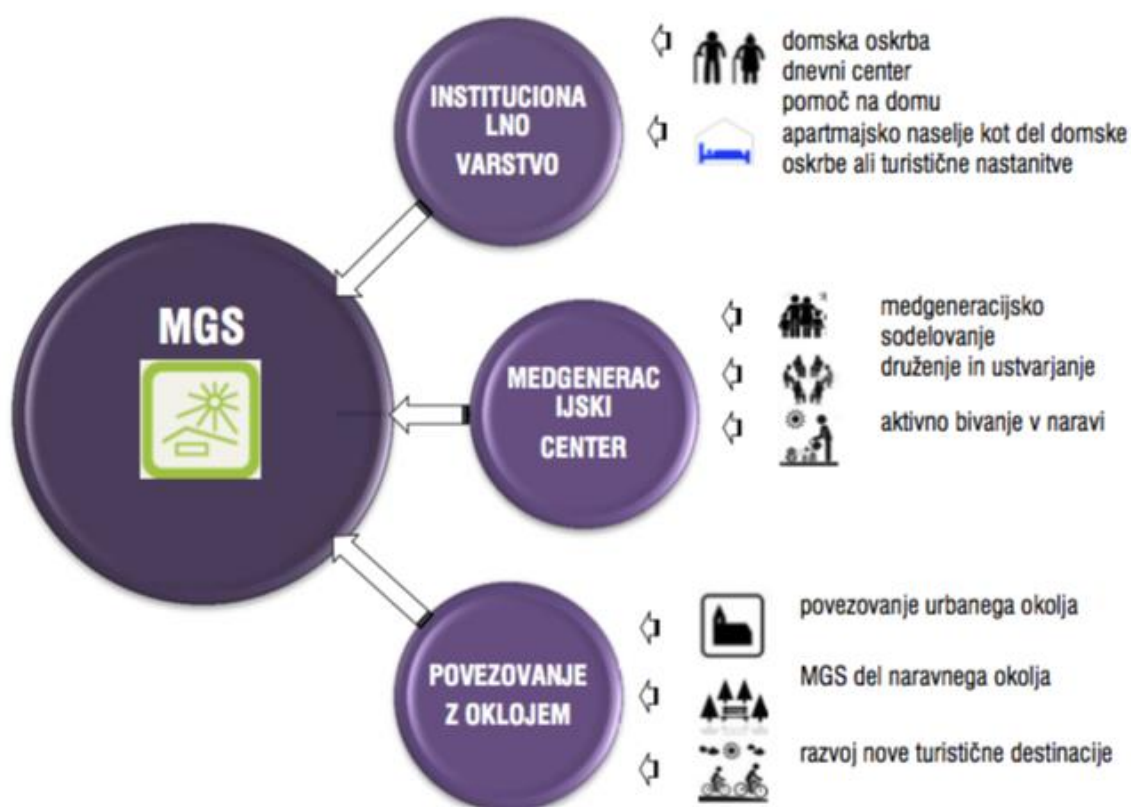 INSTITUCIONA
LNO
VARSTVO
domska oskrba
dnevni center
pomoč na domu
apartmajsko naselje kot del domske
oskrbe ali turistične nastanitve
MGS
MEDGENERAC
IJSKI
CENTER
medgeneracijsko
sodelovanje
druženje in ustvarjanje
aktivno bivanje v naravi
POVEZOVANJE
Z OKLOJEM
povezovanje urbanega okolja
MGS del naravnega okolja
razvoj nove turistične destinacije